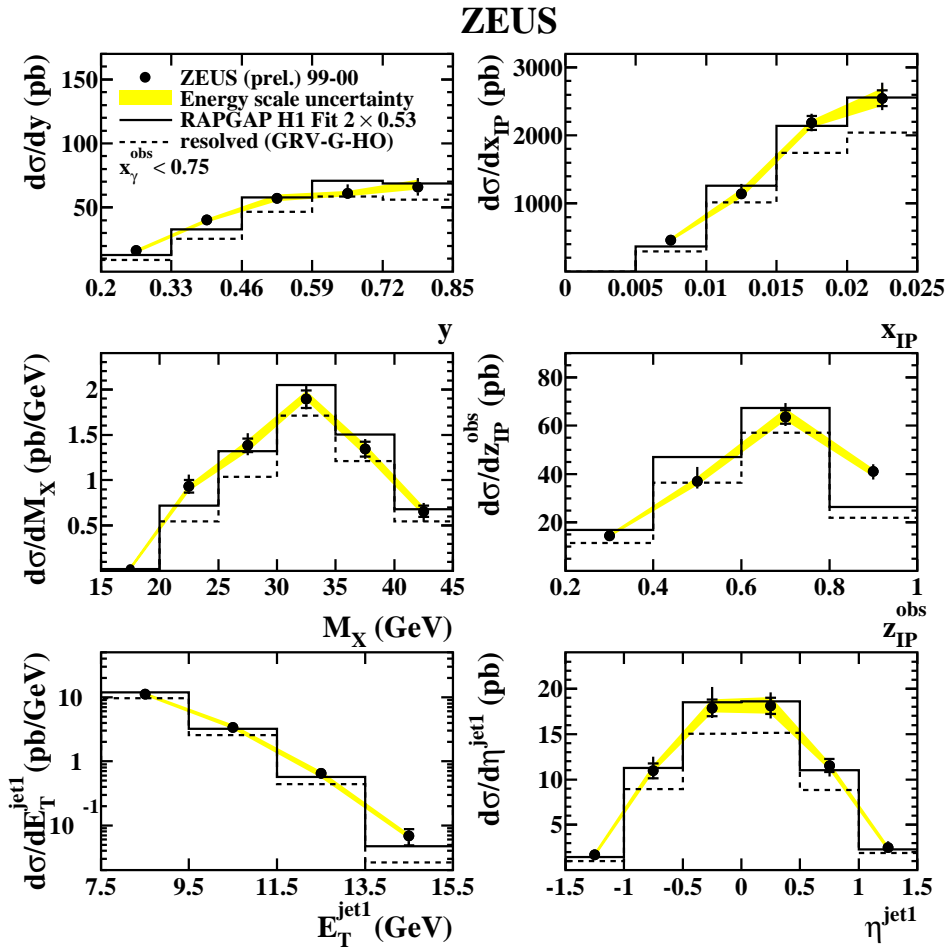 ZEUS
dσ/dy (pb)
150
100
50
ZEUS (prel.) 99-00
Energy scale uncertainty
RAPGAP H1 Fit 2 × 0.53
resolved (GRV-G-HO)
x_γ^obs < 0.75
0.2 0.33 0.46 0.59 0.72 0.85
y
dσ/dx_IP (pb)
3000
2000
1000
0 0.005 0.01 0.015 0.02 0.025
x_IP
dσ/dM_X (pb/GeV)
2
1.5
1
0.5
15 20 25 30 35 40 45
M_X (GeV)
dσ/dz_IP^obs (pb)
80
60
40
20
0.2 0.4 0.6 0.8 1
z_IP^obs
dσ/dE_T^jet1 (pb/GeV)
10
1
10^-1
7.5 9.5 11.5 13.5 15.5
E_T^jet1 (GeV)
dσ/dη^jet1 (pb)
20
15
10
5
-1.5 -1 -0.5 0 0.5 1 1.5
η^jet1